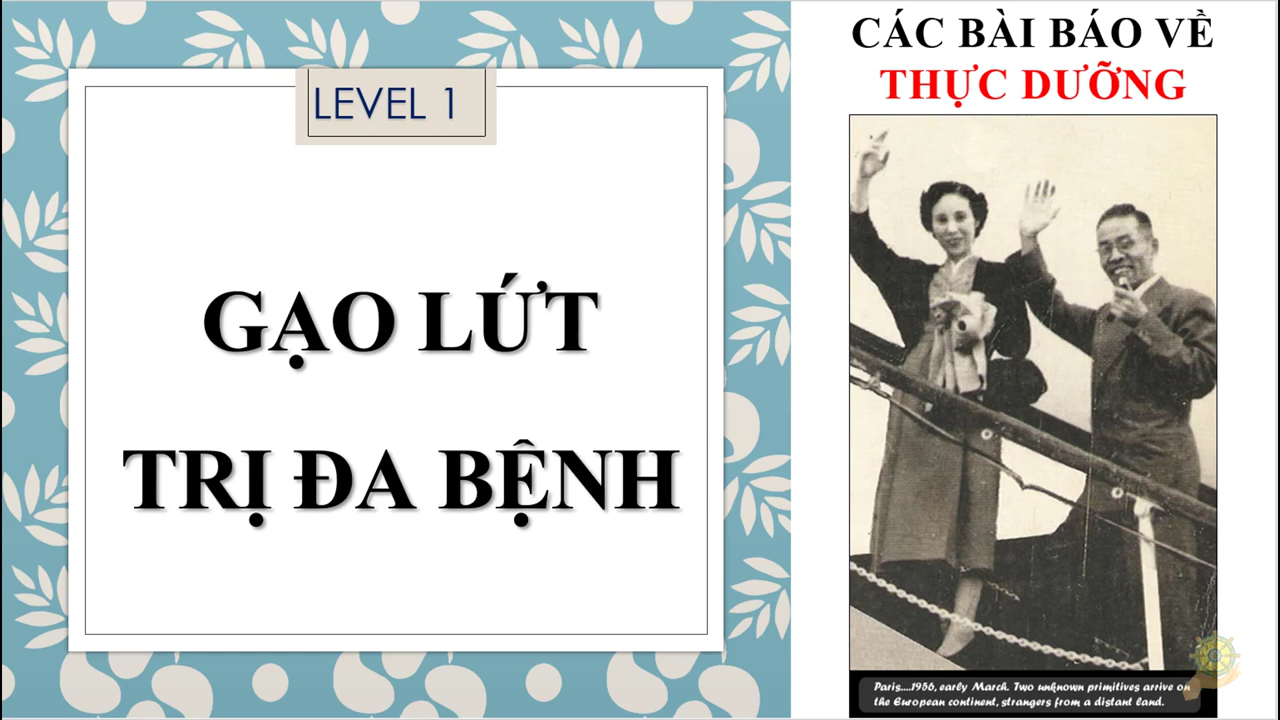 LEVEL 1
GẠO LỨT
TRỊ ĐA BỆNH
CÁC BÀI BÁO VỀ
THỰC DƯỠNG
Paris....1956, early March. Two unknown primitives arrive on
the European continent, strangers from a distant land.